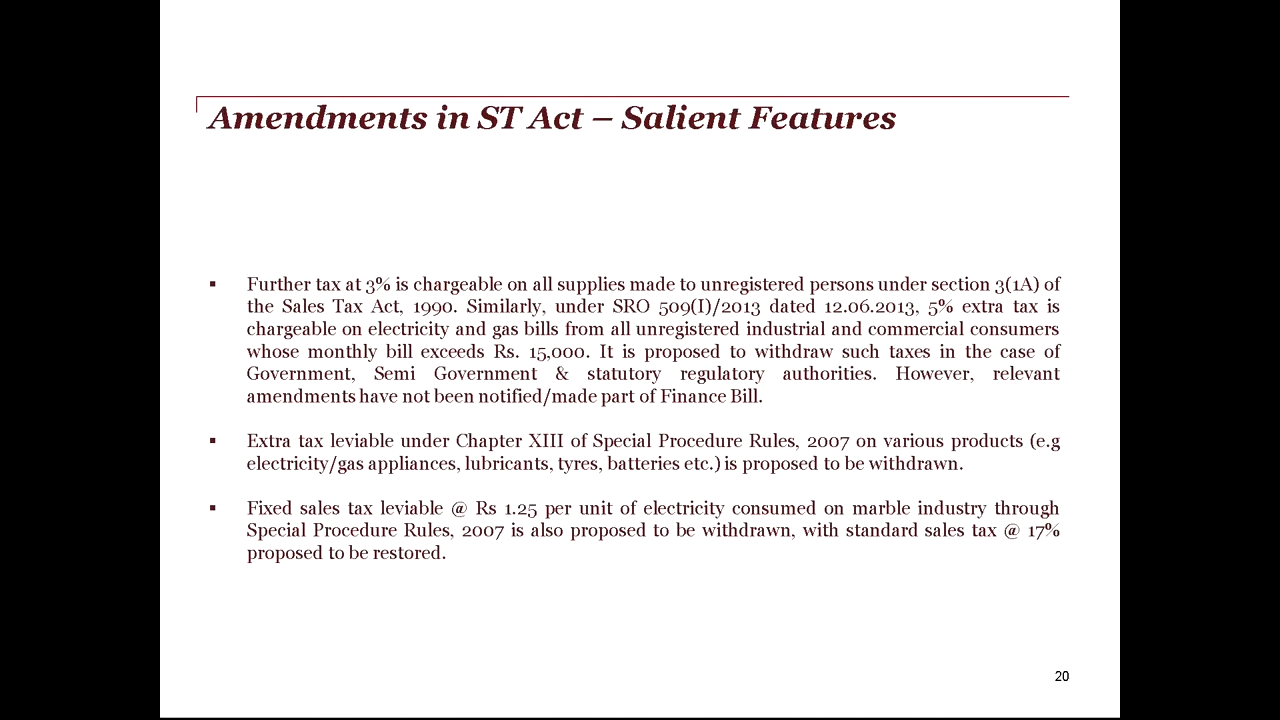 Amendments in ST Act – Salient Features
▪ Further tax at 3% is chargeable on all supplies made to unregistered persons under section 3(1A) of
the Sales Tax Act, 1990. Similarly, under SRO 509(I)/2013 dated 12.06.2013, 5% extra tax is
chargeable on electricity and gas bills from all unregistered industrial and commercial consumers
whose monthly bill exceeds Rs. 15,000. It is proposed to withdraw such taxes in the case of
Government, Semi Government & statutory regulatory authorities. However, relevant
amendments have not been notified/made part of Finance Bill.
▪ Extra tax leviable under Chapter XIII of Special Procedure Rules, 2007 on various products (e.g
electricity/gas appliances, lubricants, tyres, batteries etc.) is proposed to be withdrawn.
▪ Fixed sales tax leviable @ Rs 1.25 per unit of electricity consumed on marble industry through
Special Procedure Rules, 2007 is also proposed to be withdrawn, with standard sales tax @ 17%
proposed to be restored.
20